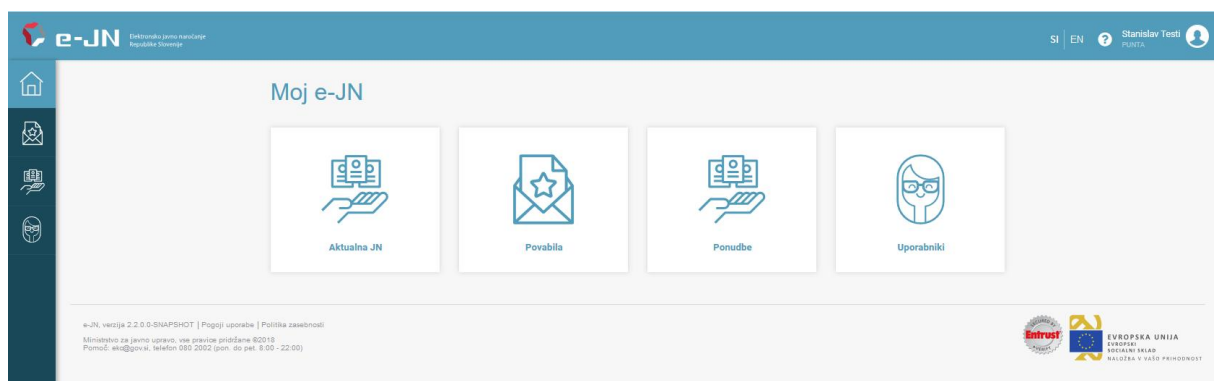 e-JN
Elektronsko javno naročanje
Republike Slovenije
SI | EN
?
Stanislav Testi
PUNTA
Moj e-JN
Aktualna JN
Povabila
Ponudbe
Uporabniki
e-JN, verzija 2.2.0.0-SNAPSHOT | Pogoji uporabe | Politika zasebnosti
Ministrstvo za javno upravo, vse pravice pridržane ©2018
Pomoč: ekc@gov.si, telefon 080 2002 (pon. do pet. 8:00 - 22:00)
SECURED BY
Entrust
EVROPSKA UNIJA
EVROPSKI
SOCIALNI SKLAD
NALOŽBA V VAŠO PRIHODNOST